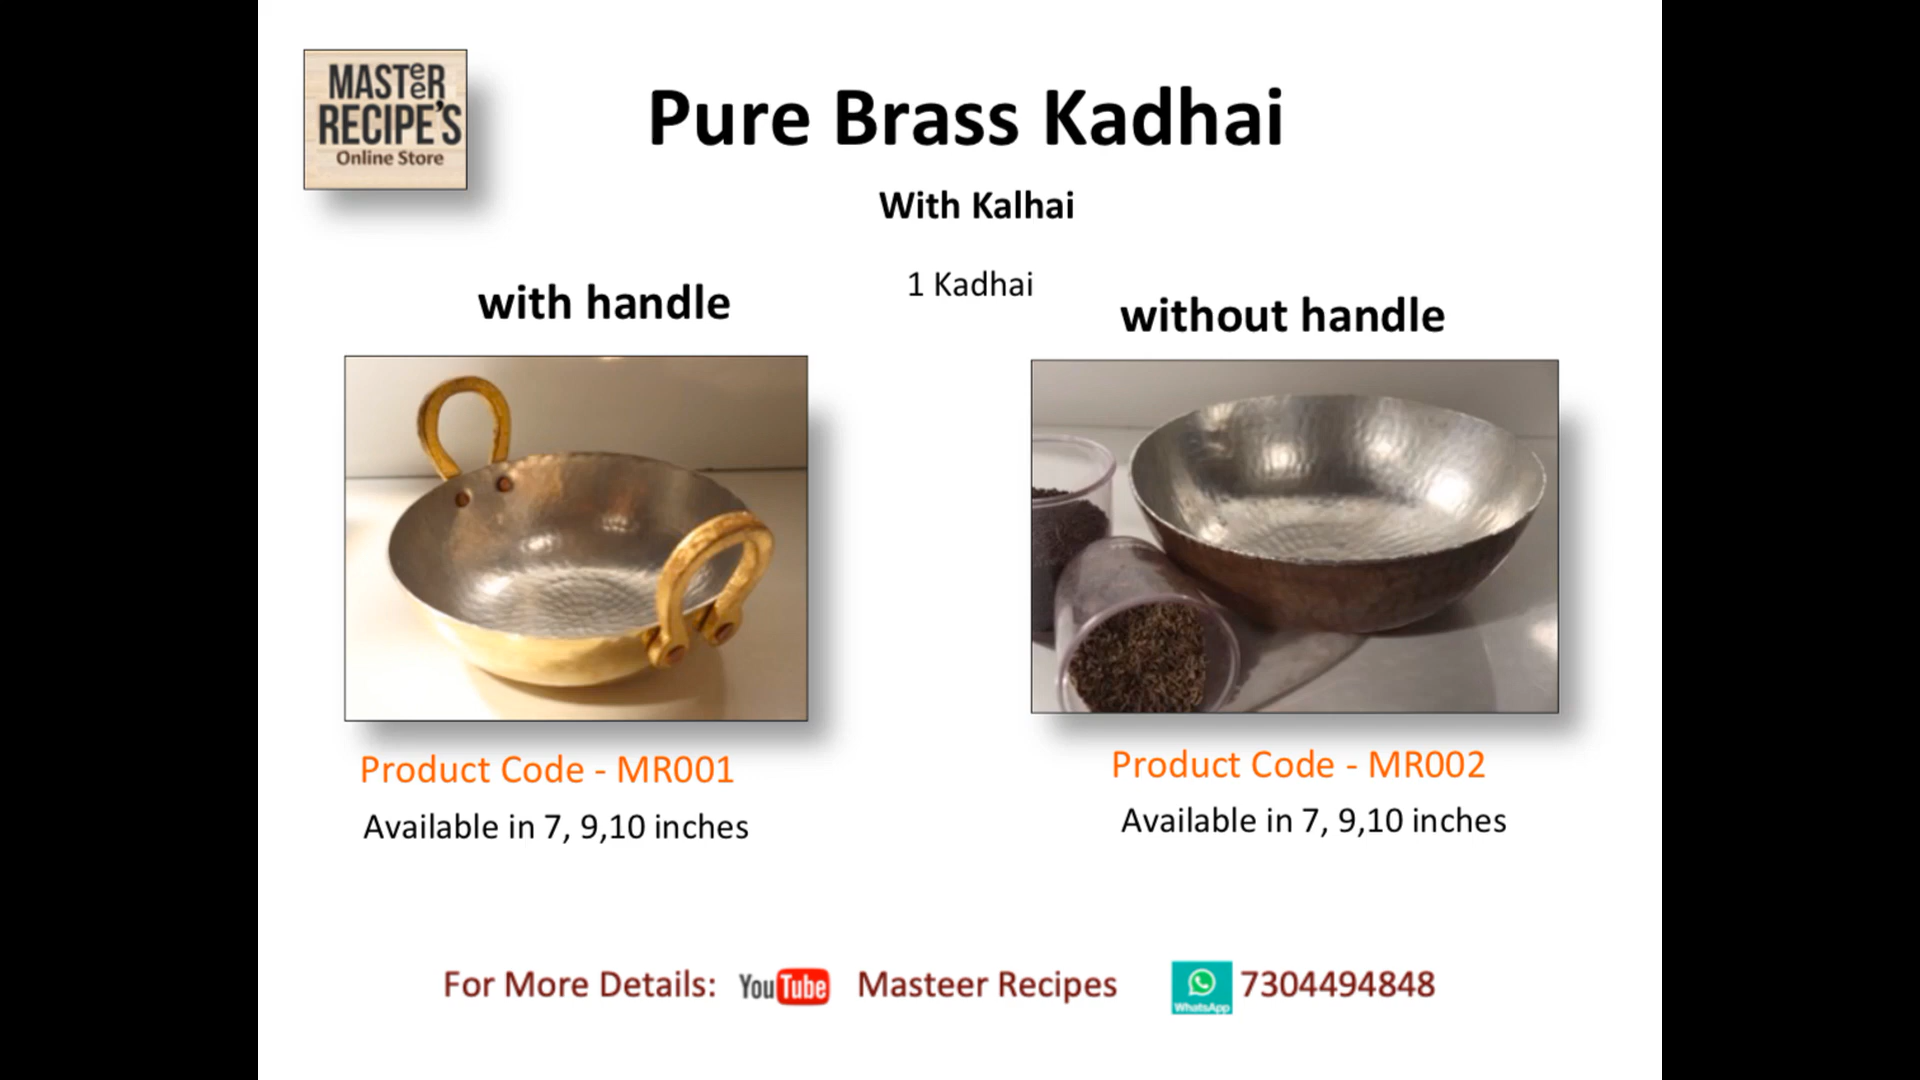 MASTeeR
RECIPE'S
Online Store
Pure Brass Kadhai
With Kalhai
1 Kadhai
with handle
without handle
Product Code - MR001
Available in 7, 9,10 inches
Product Code - MR002
Available in 7, 9,10 inches
For More Details: YouTube Masteer Recipes WhatsApp 7304494848